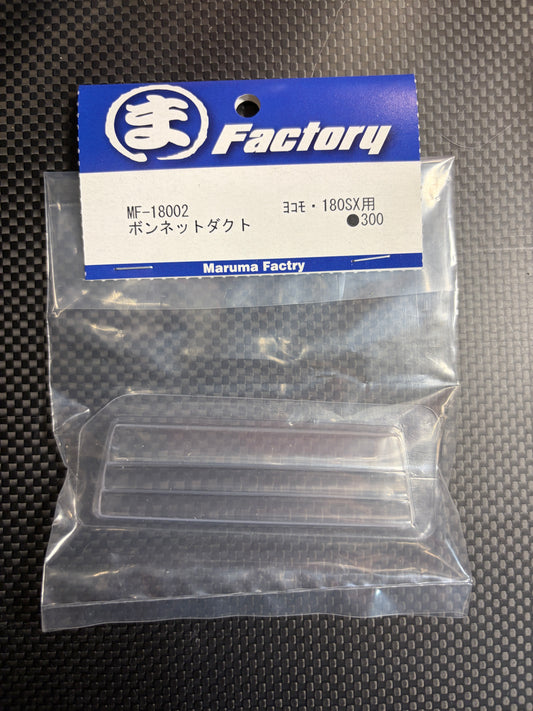 ま Factory
MF-18002 ﾖｺﾓ・180SX用
ボンネットダクト ●300
Maruma Factry